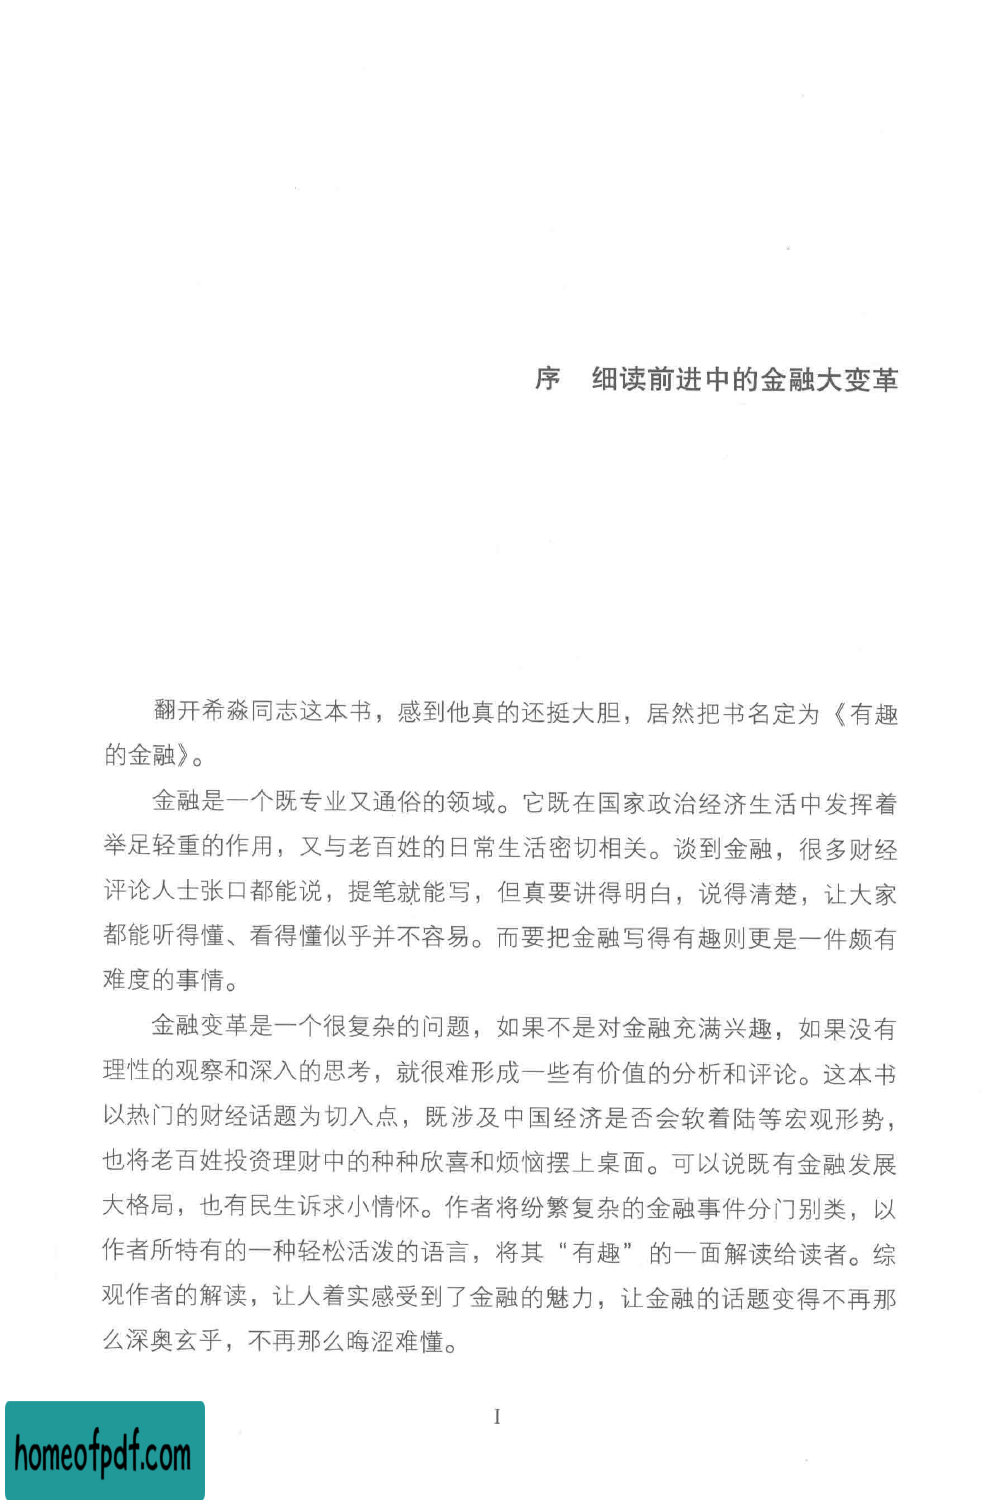 序　细读前进中的金融大变革
翻开希淼同志这本书，感到他真的还挺大胆，居然把书名定为《有趣
的金融》。
金融是一个既专业又通俗的领域。它既在国家政治经济生活中发挥着
举足轻重的作用，又与老百姓的日常生活密切相关。谈到金融，很多财经
评论人士张口都能说，提笔就能写，但真要讲得明白，说得清楚，让大家
都能听得懂、看得懂似乎并不容易。而要把金融写得有趣则更是一件颇有
难度的事情。
金融变革是一个很复杂的问题，如果不是对金融充满兴趣，如果没有
理性的观察和深入的思考，就很难形成一些有价值的分析和评论。这本书
以热门的财经话题为切入点，既涉及中国经济是否会软着陆等宏观形势，
也将老百姓投资理财中的种种欣喜和烦恼摆上桌面。可以说既有金融发展
大格局，也有民生诉求小情怀。作者将纷繁复杂的金融事件分门别类，以
作者所特有的一种轻松活泼的语言，将其“有趣”的一面解读给读者。综
观作者的解读，让人着实感受到了金融的魅力，让金融的话题变得不再那
么深奥玄乎，不再那么晦涩难懂。
I
homeofpdf.com